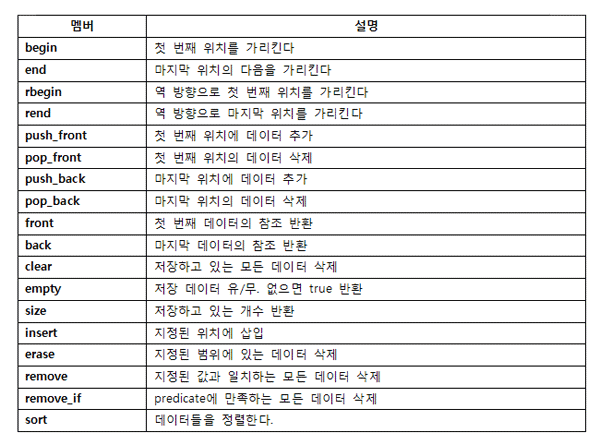 멤버 설명
begin 첫 번째 위치를 가리킨다
end 마지막 위치의 다음을 가리킨다
rbegin 역 방향으로 첫 번째 위치를 가리킨다
rend 역 방향으로 마지막 위치를 가리킨다
push_front 첫 번째 위치에 데이터 추가
pop_front 첫 번째 위치의 데이터 삭제
push_back 마지막 위치에 데이터 추가
pop_back 마지막 위치의 데이터 삭제
front 첫 번째 데이터의 참조 반환
back 마지막 데이터의 참조 반환
clear 저장하고 있는 모든 데이터 삭제
empty 저장 데이터 유/무. 없으면 true 반환
size 저장하고 있는 개수 반환
insert 지정된 위치에 삽입
erase 지정된 범위에 있는 데이터 삭제
remove 지정된 값과 일치하는 모든 데이터 삭제
remove_if predicate에 만족하는 모든 데이터 삭제
sort 데이터들을 정렬한다.